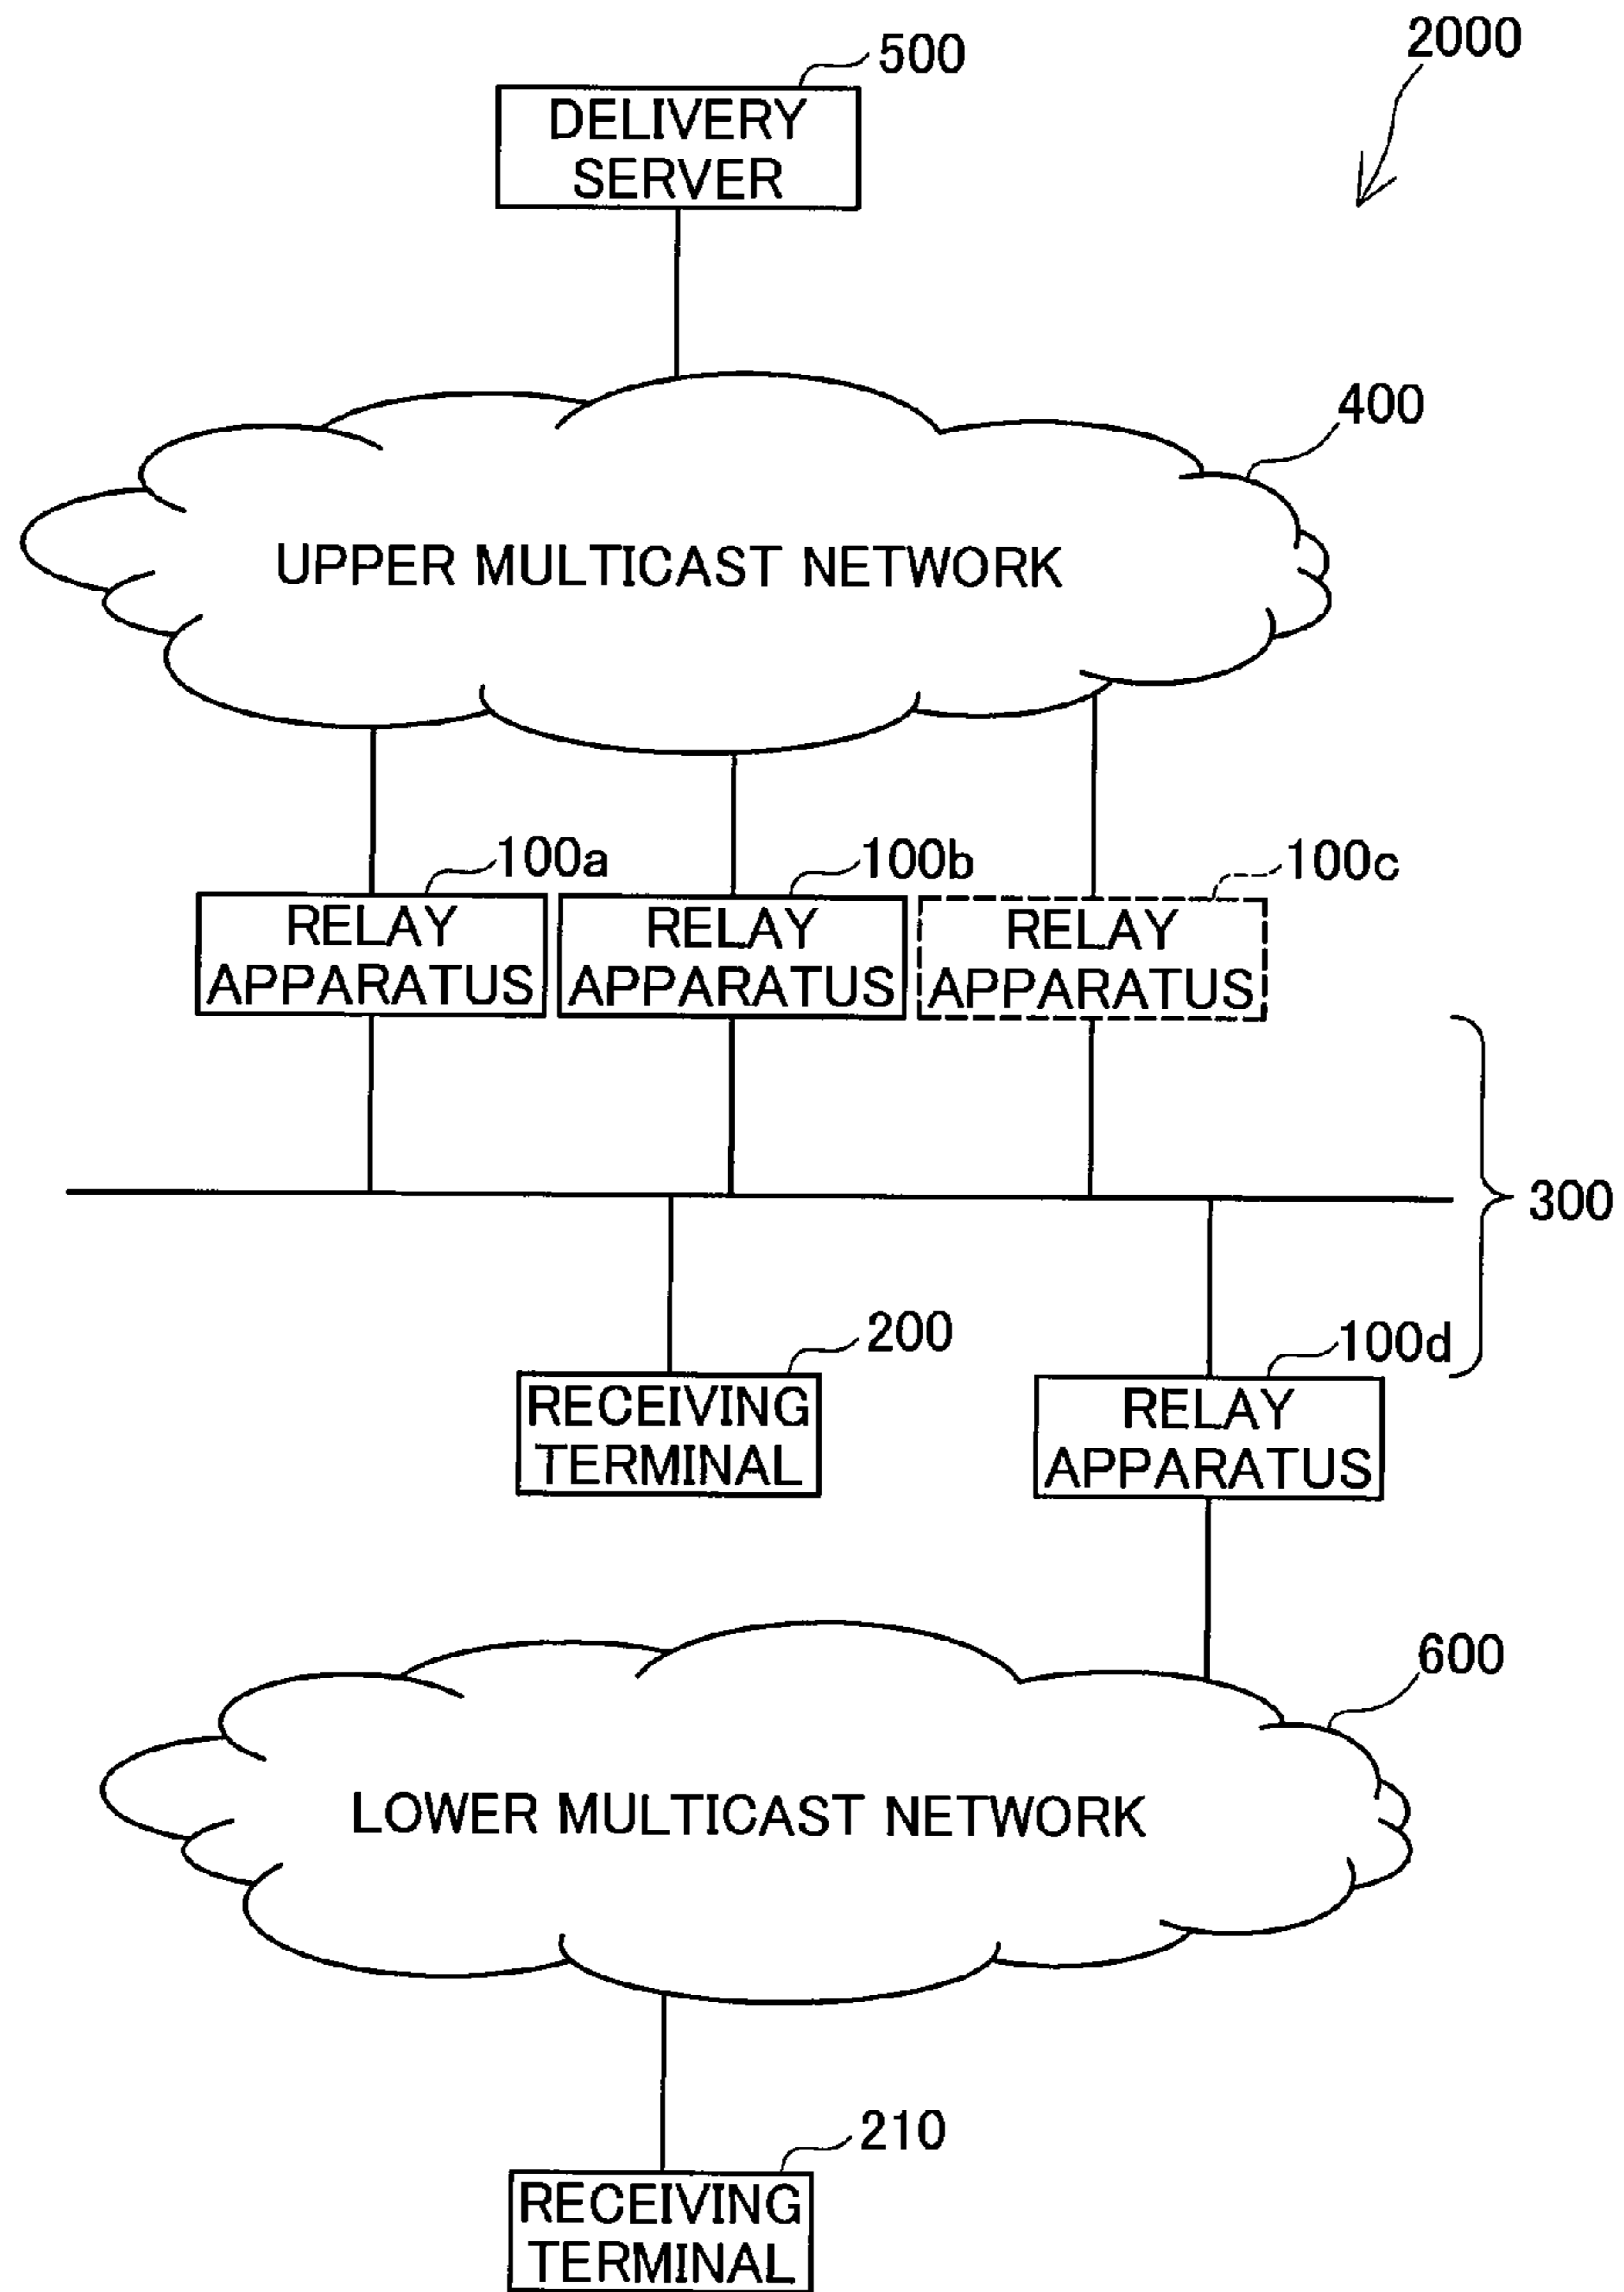 500
2000
DELIVERY
SERVER
400
UPPER MULTICAST NETWORK
100a
100b
100c
RELAY
APPARATUS
RELAY
APPARATUS
RELAY
APPARATUS
300
200
100d
RECEIVING
TERMINAL
RELAY
APPARATUS
600
LOWER MULTICAST NETWORK
210
RECEIVING
TERMINAL